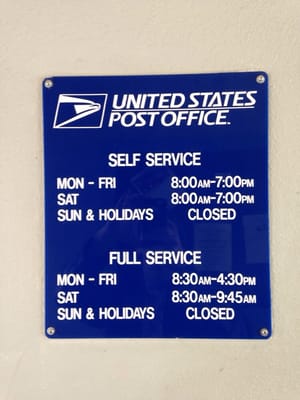 UNITED STATES
POST OFFICE™
SELF SERVICE
MON - FRI 8:00AM-7:00PM
SAT 8:00AM-7:00PM
SUN & HOLIDAYS CLOSED
FULL SERVICE
MON - FRI 8:30AM-4:30PM
SAT 8:30AM-9:45AM
SUN & HOLIDAYS CLOSED